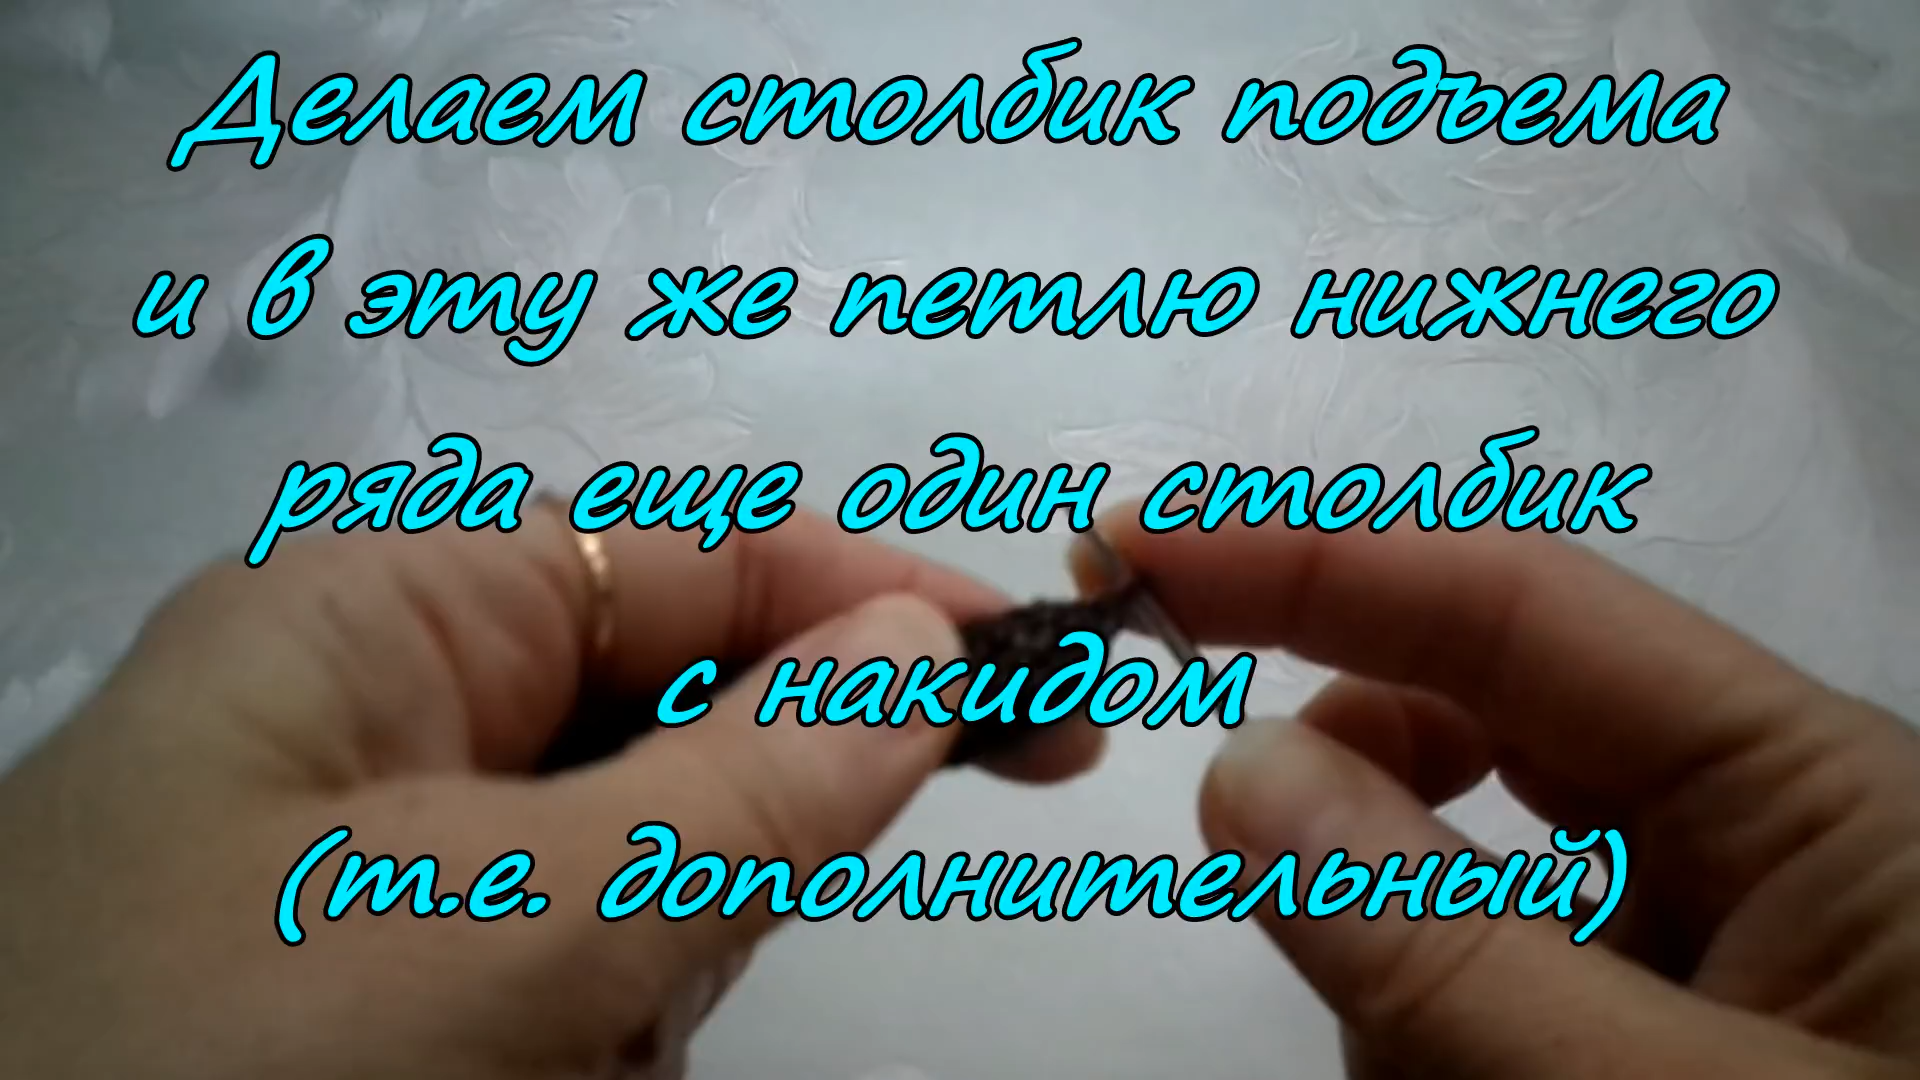 Делаем столбик подъема
и в эту же петлю нижнего
ряда еще один столбик
с накидом
(т.е. дополнительный)